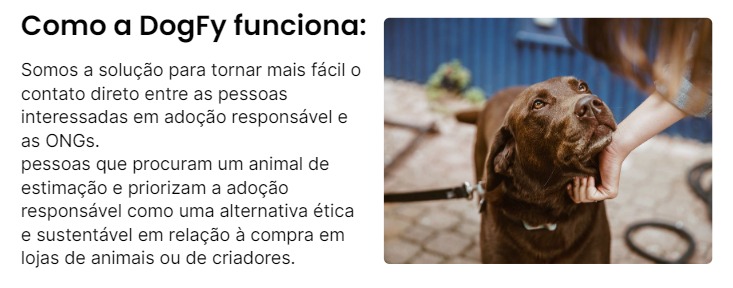 Como a DogFy funciona:
Somos a solução para tornar mais fácil o
contato direto entre as pessoas
interessadas em adoção responsável e
as ONGs.
pessoas que procuram um animal de
estimação e priorizam a adoção
responsável como uma alternativa ética
e sustentável em relação à compra em
lojas de animais ou de criadores.